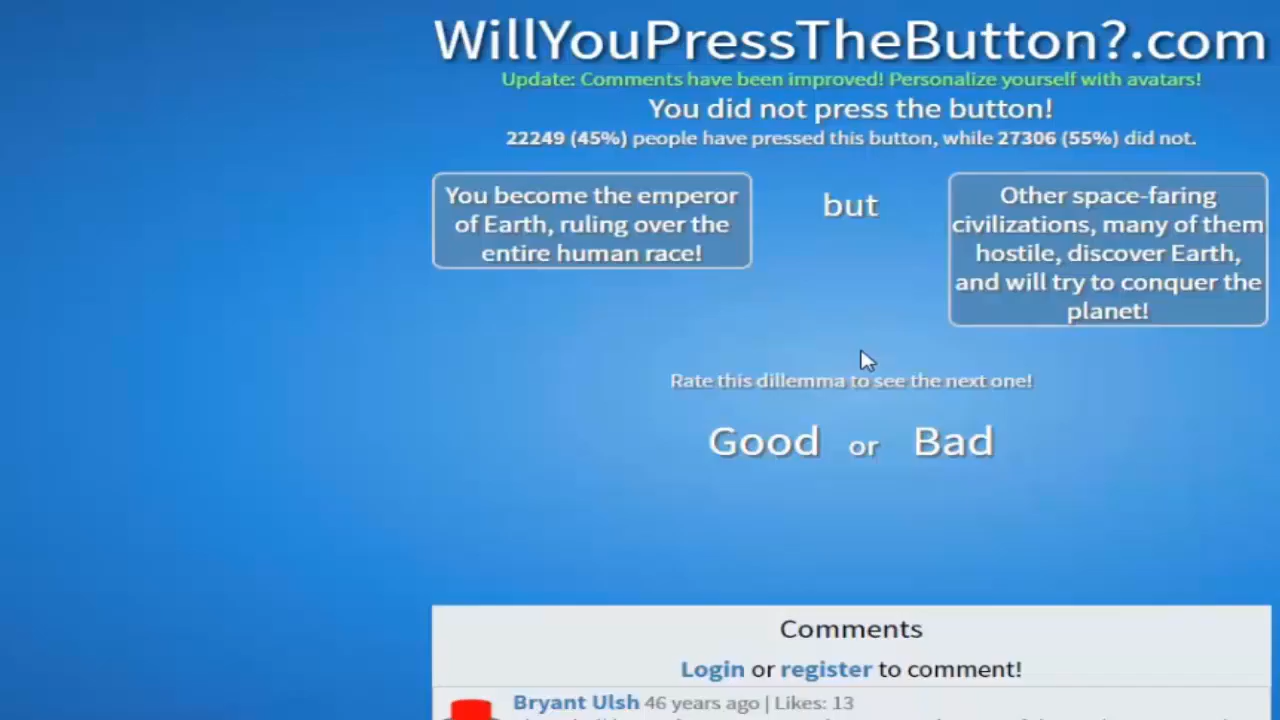 WillYouPressTheButton?.com
Update: Comments have been improved! Personalize yourself with avatars!
You did not press the button!
22249 (45%) people have pressed this button, while 27306 (55%) did not.
You become the emperor
of Earth, ruling over the
entire human race!
but
Other space-faring
civilizations, many of them
hostile, discover Earth,
and will try to conquer the
planet!
Rate this dillemma to see the next one!
Good or Bad
Comments
Login or register to comment!
Bryant Ulsh 46 years ago | Likes: 13